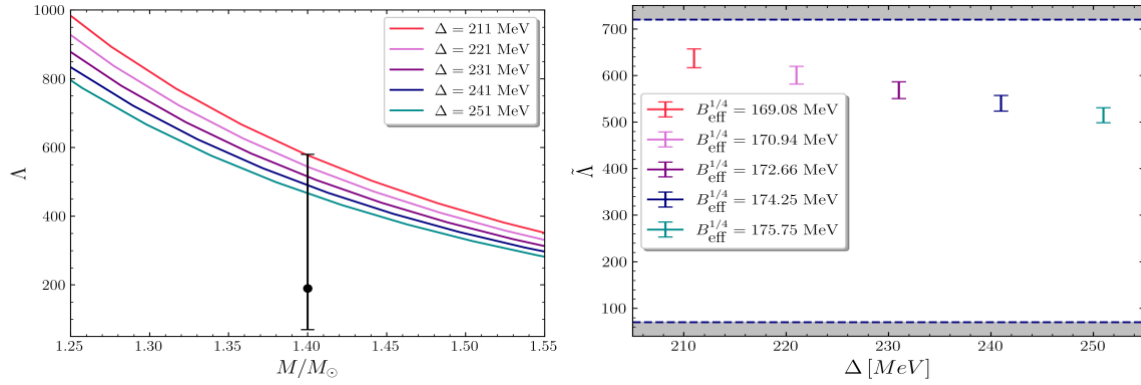 1000
800
600
400
200
Λ
1.25
1.30
1.35
1.40
1.45
1.50
1.55
M/M⊙
Δ = 211 MeV
Δ = 221 MeV
Δ = 231 MeV
Δ = 241 MeV
Δ = 251 MeV
700
600
500
400
300
200
100
Λ̃
210
220
230
240
250
Δ [MeV]
B_eff^1/4 = 169.08 MeV
B_eff^1/4 = 170.94 MeV
B_eff^1/4 = 172.66 MeV
B_eff^1/4 = 174.25 MeV
B_eff^1/4 = 175.75 MeV